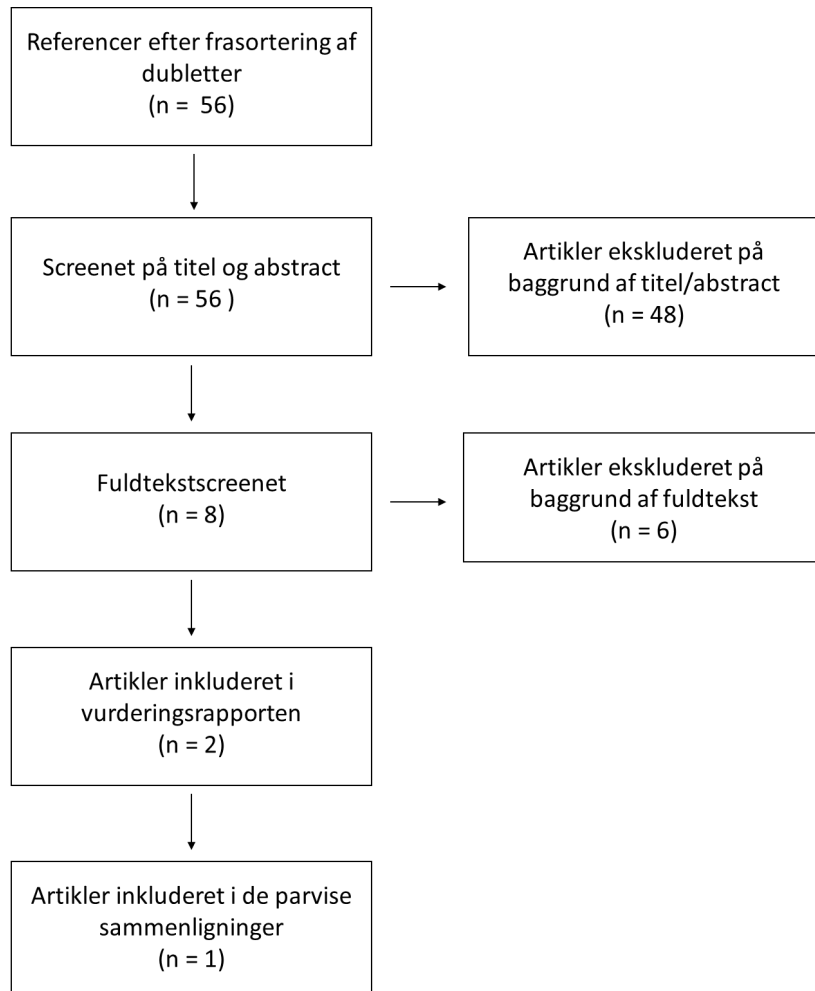 Referencer efter frasortering af
dubletter
(n =  56)
Screenet på titel og abstract
(n = 56 )
Artikler ekskluderet på
baggrund af titel/abstract
(n = 48)
Fuldtekstscreenet
(n = 8)
Artikler ekskluderet på
baggrund af fuldtekst
(n = 6)
Artikler inkluderet i
vurderingsrapporten
(n = 2)
Artikler inkluderet i de parvise
sammenligninger
(n = 1)